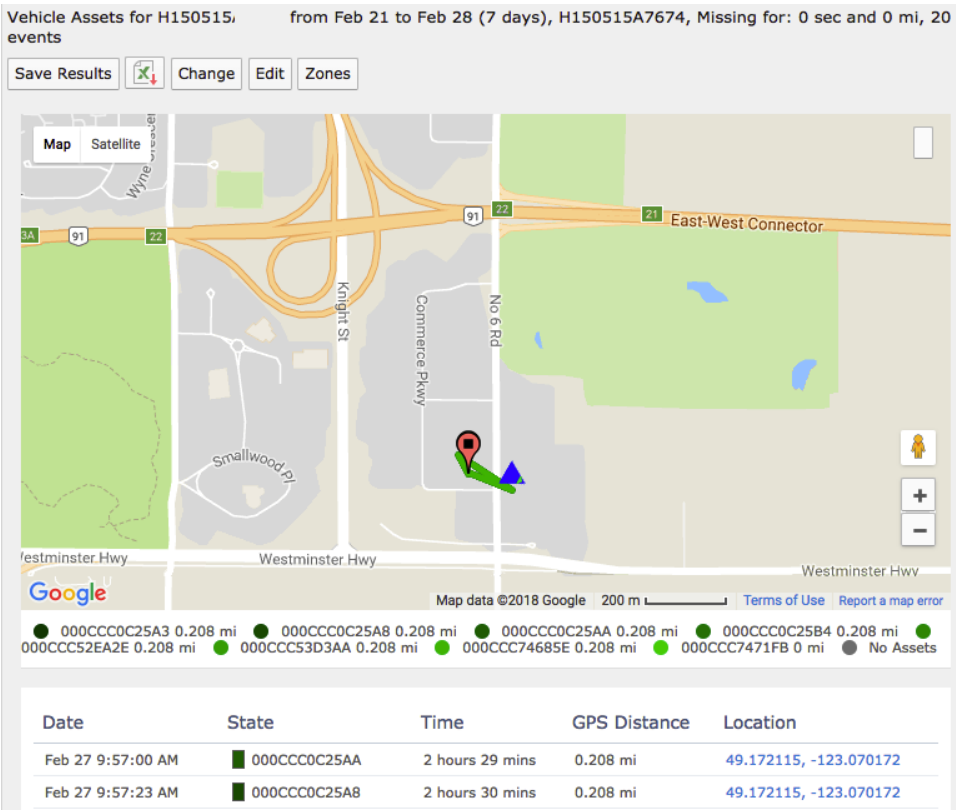 Vehicle Assets for H150515 from Feb 21 to Feb 28 (7 days), H150515A7674, Missing for: 0 sec and 0 mi, 20
events
Save Results Change Edit Zones
Map Satellite
Wyne Crescent
91
22
21
East-West Connector
3A
91
22
Knight St
Commerce Pkwy
No 6 Rd
Smallwood Pl
Westminster Hwy
Westminster Hwy
Westminster Hwy
Google
Map data ©2018 Google 200 m Terms of Use Report a map error
000CCC0C25A3 0.208 mi 000CCC0C25A8 0.208 mi 000CCC0C25AA 0.208 mi 000CCC0C25B4 0.208 mi
000CCC52EA2E 0.208 mi 000CCC53D3AA 0.208 mi 000CCC74685E 0.208 mi 000CCC7471FB 0 mi No Assets
Date State Time GPS Distance Location
Feb 27 9:57:00 AM 000CCC0C25AA 2 hours 29 mins 0.208 mi 49.172115, -123.070172
Feb 27 9:57:23 AM 000CCC0C25A8 2 hours 30 mins 0.208 mi 49.172115, -123.070172